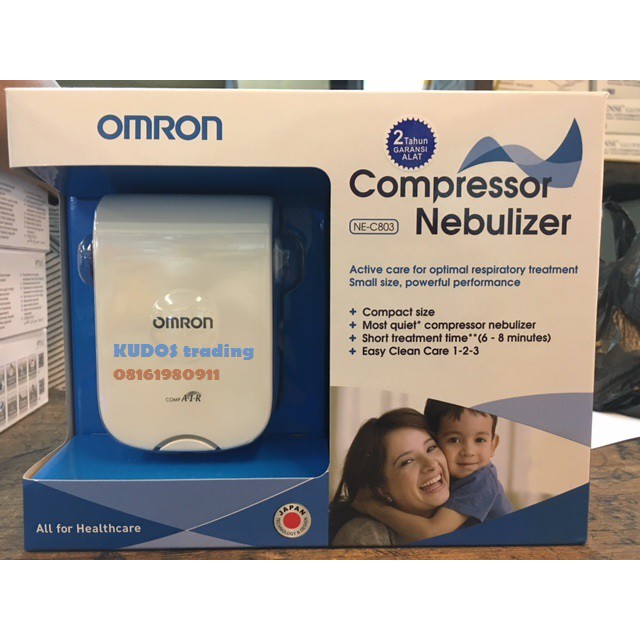 OMRON
2 Tahun
GARANSI
ALAT
Compressor
NE-C803 Nebulizer
Active care for optimal respiratory treatment
Small size, powerful performance
+ Compact size
+ Most quiet* compressor nebulizer
+ Short treatment time**(6 - 8 minutes)
+ Easy Clean Care 1-2-3
OMRON
KUDOS trading
08161980911
COMP A·I·R
All for Healthcare
JAPAN
TECHNOLOGY & DESIGN